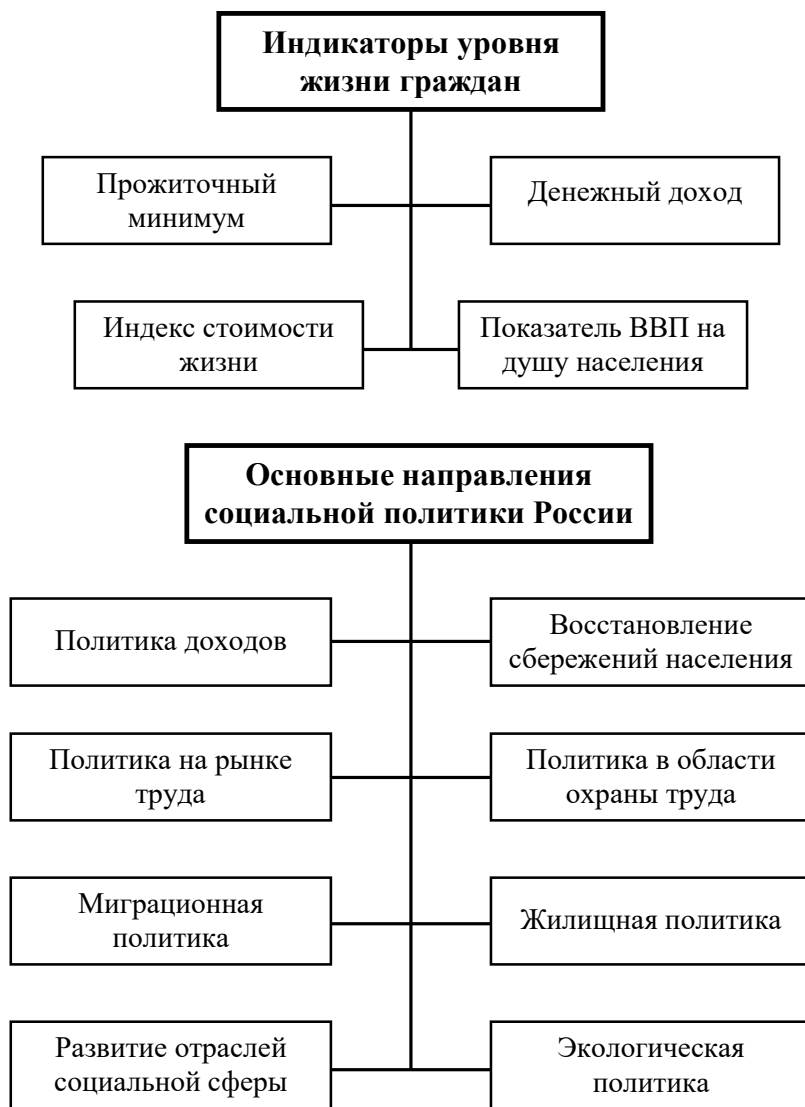 Индикаторы уровня
жизни граждан
Прожиточный
минимум
Денежный доход
Индекс стоимости
жизни
Показатель ВВП на
душу населения
Основные направления
социальной политики России
Политика доходов
Восстановление
сбережений населения
Политика на рынке
труда
Политика в области
охраны труда
Миграционная
политика
Жилищная политика
Развитие отраслей
социальной сферы
Экологическая
политика